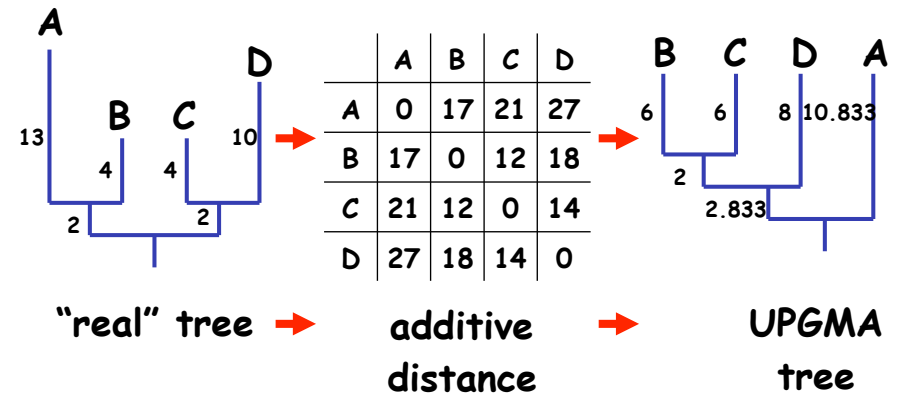 A
D
B
C
13
4
4
10
2
2
A B C D
A 0 17 21 27
B 17 0 12 18
C 21 12 0 14
D 27 18 14 0
B C D A
6
6
8
10.833
2
2.833
“real” tree
additive
distance
UPGMA
tree